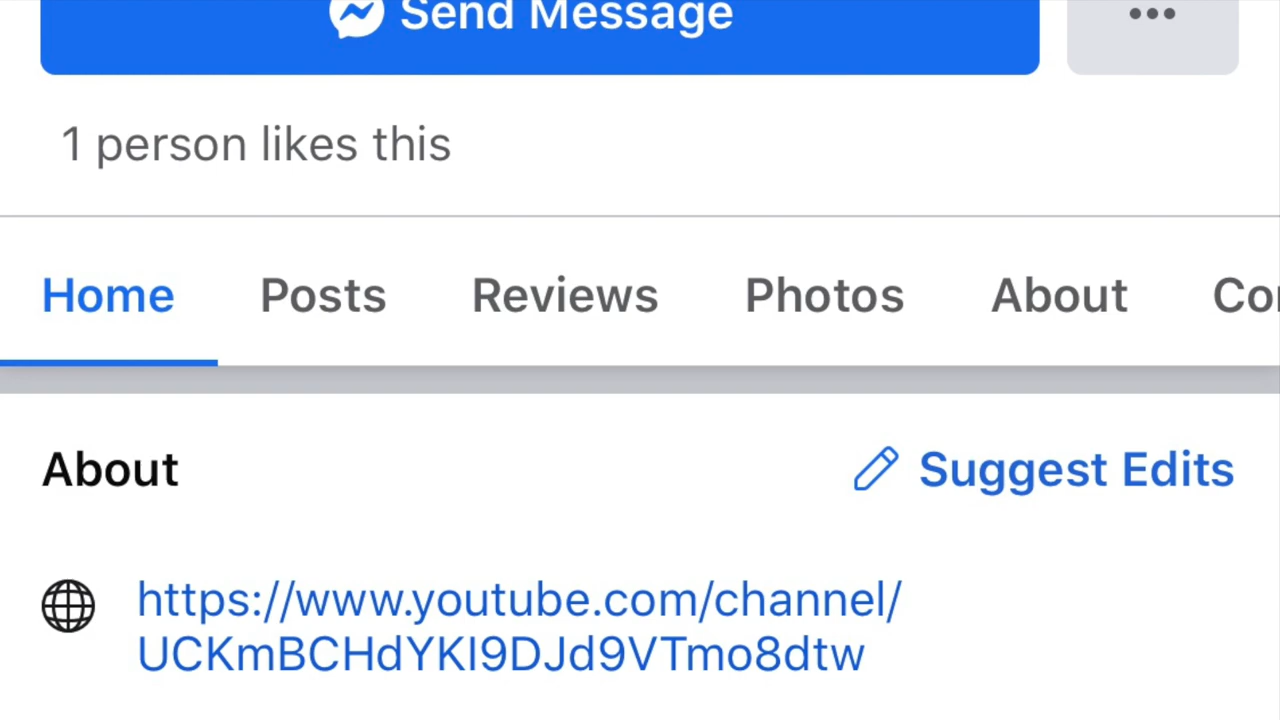 Send Message
1 person likes this
Home Posts Reviews Photos About Co
About Suggest Edits
https://www.youtube.com/channel/
UCKmBCHdYKI9DJd9VTmo8dtw